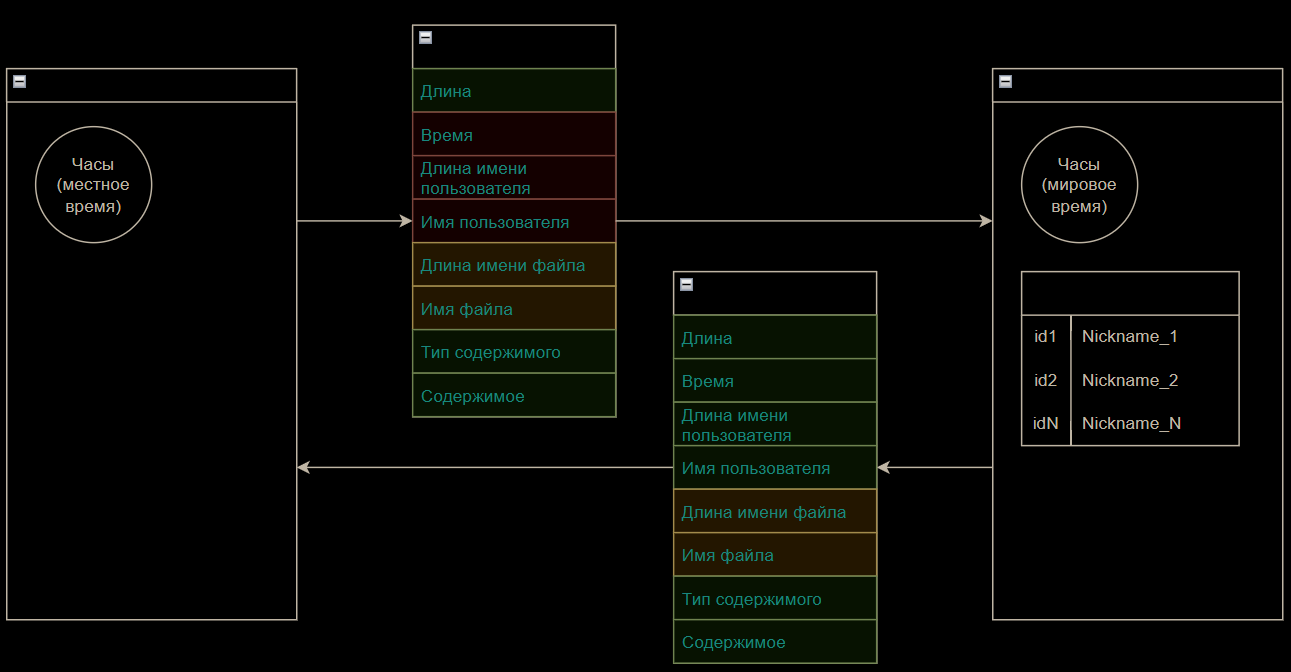 Часы
(местное
время)
Длина
Время
Длина имени
пользователя
Имя пользователя
Длина имени файла
Имя файла
Тип содержимого
Содержимое
Длина
Время
Длина имени
пользователя
Имя пользователя
Длина имени файла
Имя файла
Тип содержимого
Содержимое
Часы
(мировое
время)
id1 Nickname_1
id2 Nickname_2
idN Nickname_N